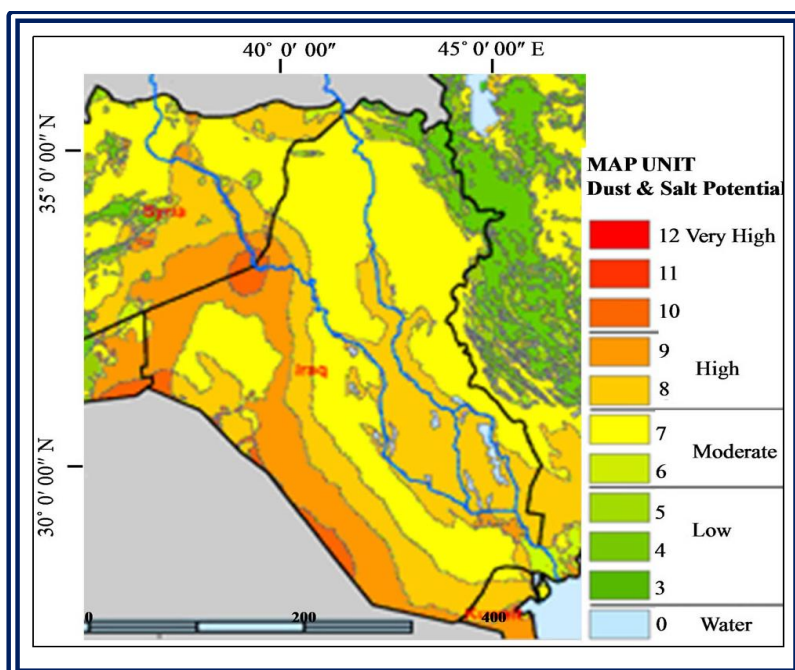 40˚ 0′ 00″ 45˚ 0′ 00″ E
35˚ 0′ 00″ N
30˚ 0′ 00″ N
Syria
Iraq
Kuwait
0 200 400
MAP UNIT
Dust & Salt Potential
12 Very High
11
10
9
High
8
7
Moderate
6
5
Low
4
3
0 Water